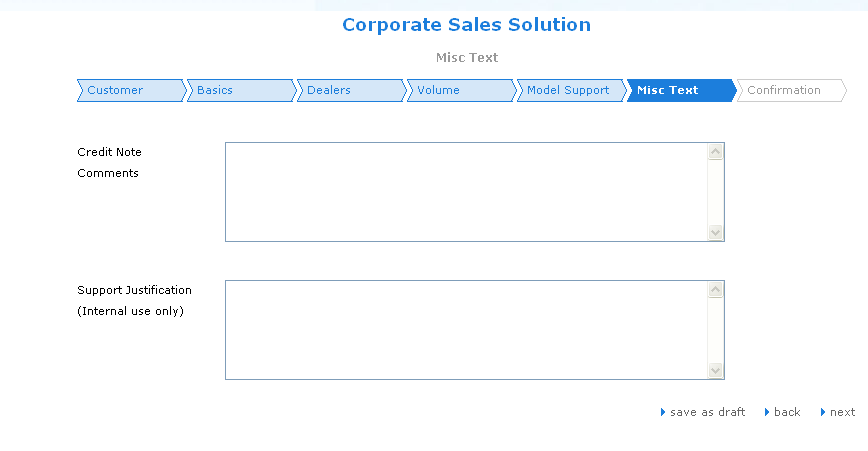 Corporate Sales Solution
Misc Text
Customer Basics Dealers Volume Model Support Misc Text Confirmation
Credit Note
Comments
Support Justification
(Internal use only)
save as draft back next